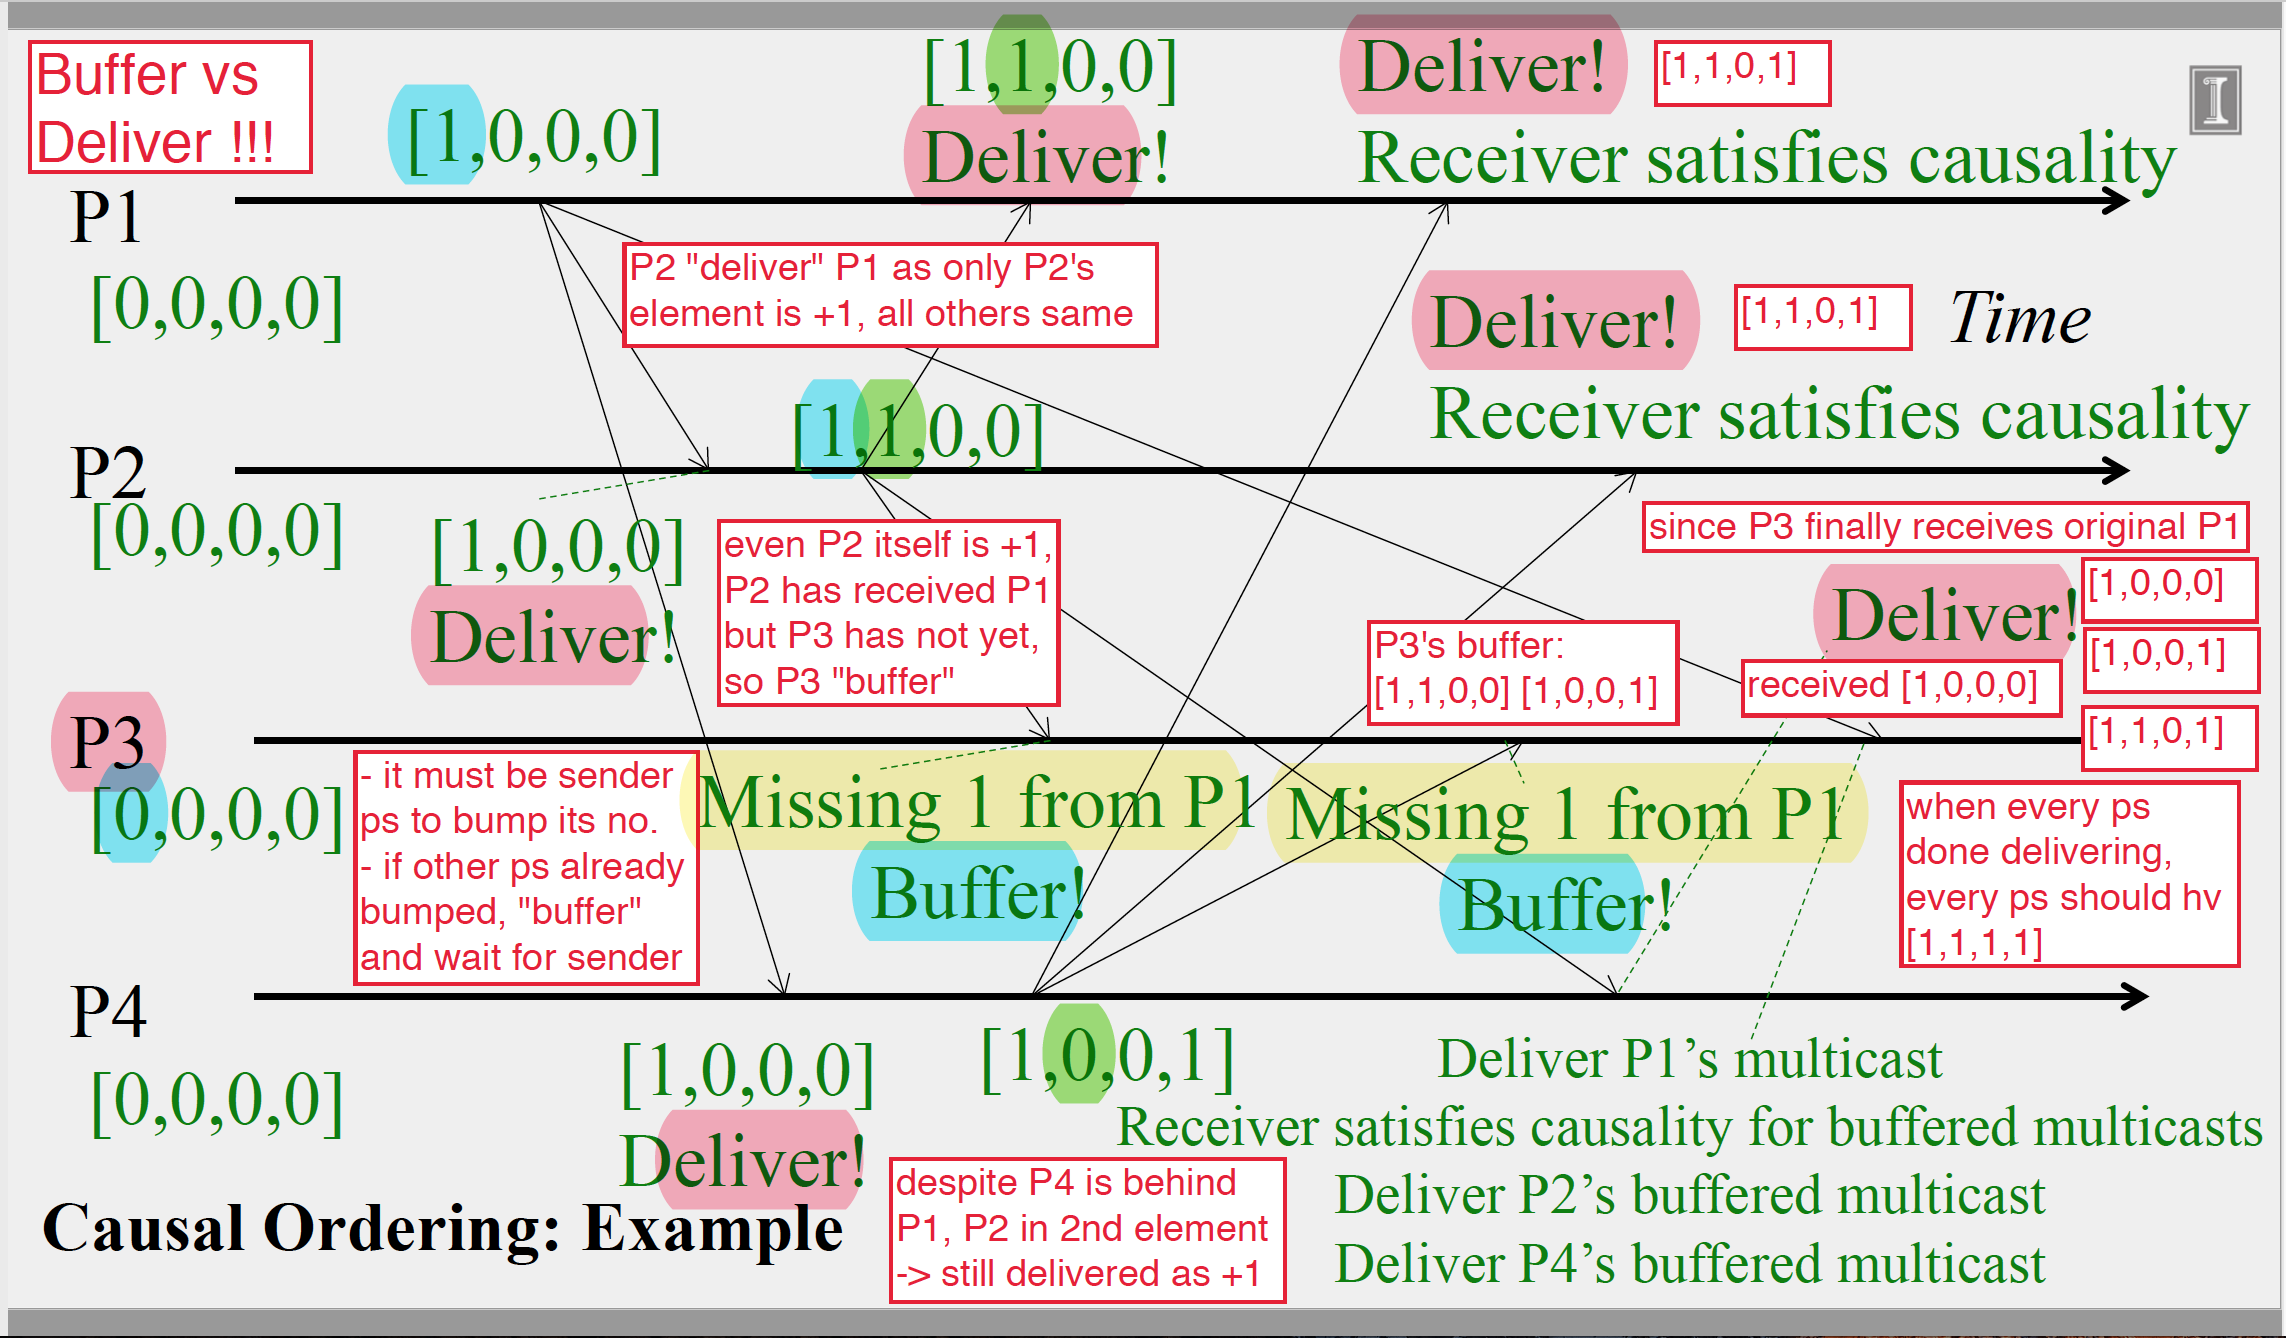 Buffer vs
Deliver !!!
[1,0,0,0]
[1,1,0,0]
Deliver!
Deliver!
[1,1,0,1]
Receiver satisfies causality
P1
[0,0,0,0]
P2 "deliver" P1 as only P2's
element is +1, all others same
Deliver!
[1,1,0,1]
Time
Receiver satisfies causality
[1,1,0,0]
P2
[0,0,0,0]
[1,0,0,0]
Deliver!
even P2 itself is +1,
P2 has received P1
but P3 has not yet,
so P3 "buffer"
since P3 finally receives original P1
Deliver!
[1,0,0,0]
[1,0,0,1]
[1,1,0,1]
P3's buffer:
[1,1,0,0] [1,0,0,1]
received [1,0,0,0]
P3
[0,0,0,0]
- it must be sender
ps to bump its no.
- if other ps already
bumped, "buffer"
and wait for sender
Missing 1 from P1
Buffer!
Missing 1 from P1
Buffer!
when every ps
done delivering,
every ps should hv
[1,1,1,1]
P4
[0,0,0,0]
[1,0,0,0]
Deliver!
[1,0,0,1]
despite P4 is behind
P1, P2 in 2nd element
-> still delivered as +1
Deliver P1’s multicast
Receiver satisfies causality for buffered multicasts
Deliver P2’s buffered multicast
Deliver P4’s buffered multicast
Causal Ordering: Example
I